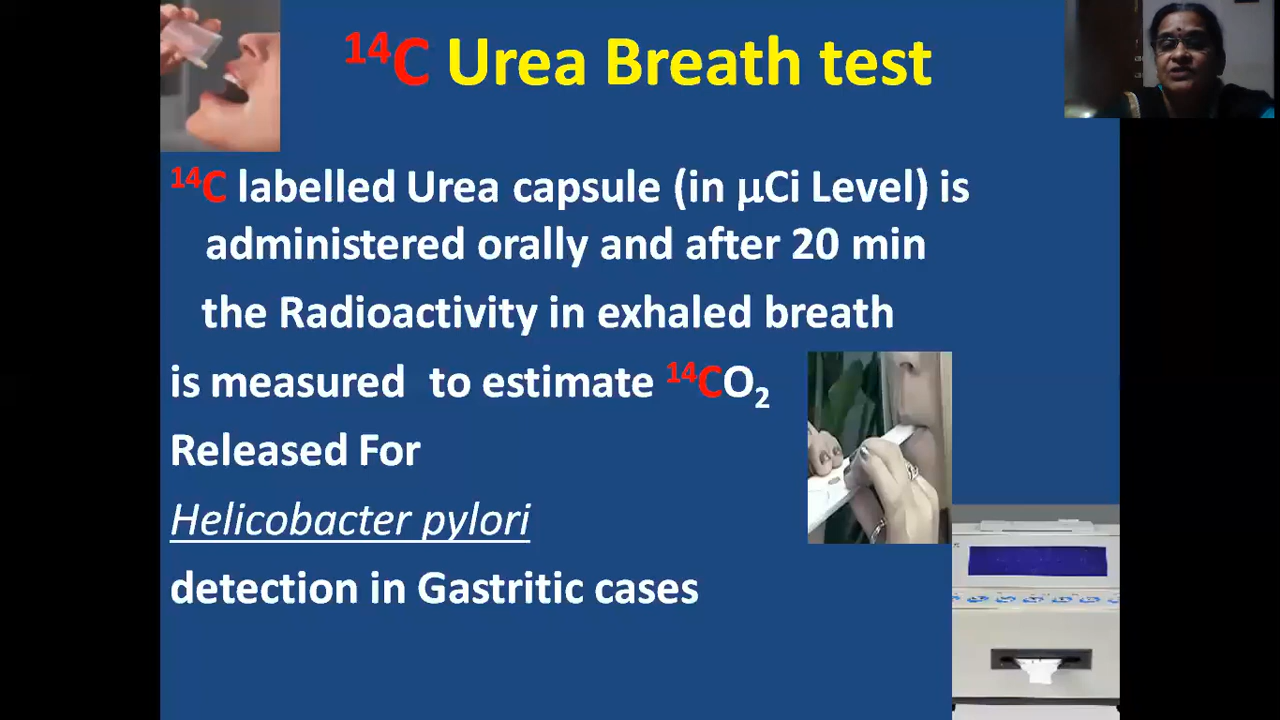 ¹⁴C Urea Breath test
¹⁴C labelled Urea capsule (in μCi Level) is
administered orally and after 20 min
the Radioactivity in exhaled breath
is measured to estimate ¹⁴CO₂
Released For
Helicobacter pylori
detection in Gastritic cases